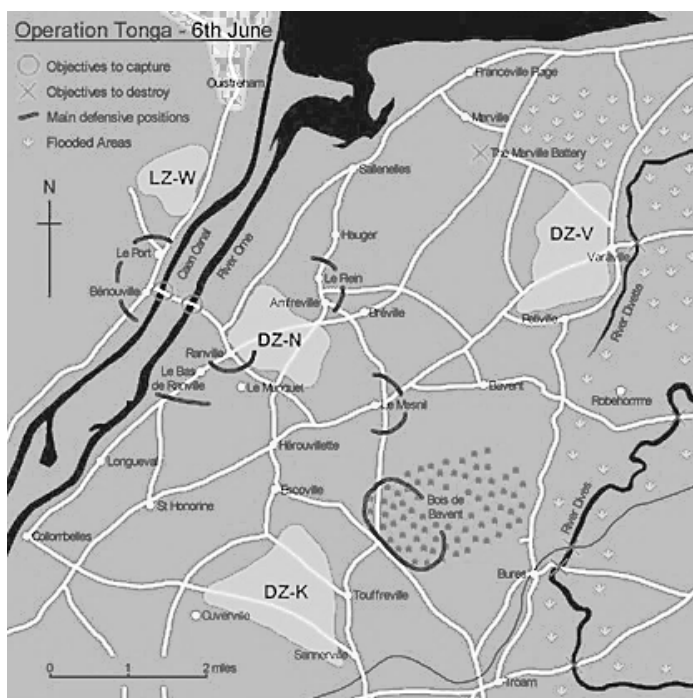 Operation Tonga - 6th June
Objectives to capture
Objectives to destroy
Main defensive positions
Flooded Areas
N
Ouistreham
Franceville Plage
Merville
The Merville Battery
LZ-W
Sallenelles
Le Port
Caen Canal
River Orne
Hauger
DZ-V
Varaville
Bénouville
Le Plein
Amfreville
Bréville
DZ-N
Petiville
River Divette
Ranville
Le Bas
de Ranville
Le Mariquet
Le Mesnil
Bavent
Robehomme
Hérouvillette
Longueval
Escoville
Bois de
Bavent
St Honorine
River Dives
Colombelles
DZ-K
Touffreville
Bures
Cuverville
Sannerville
Troarn
0 1 2 miles